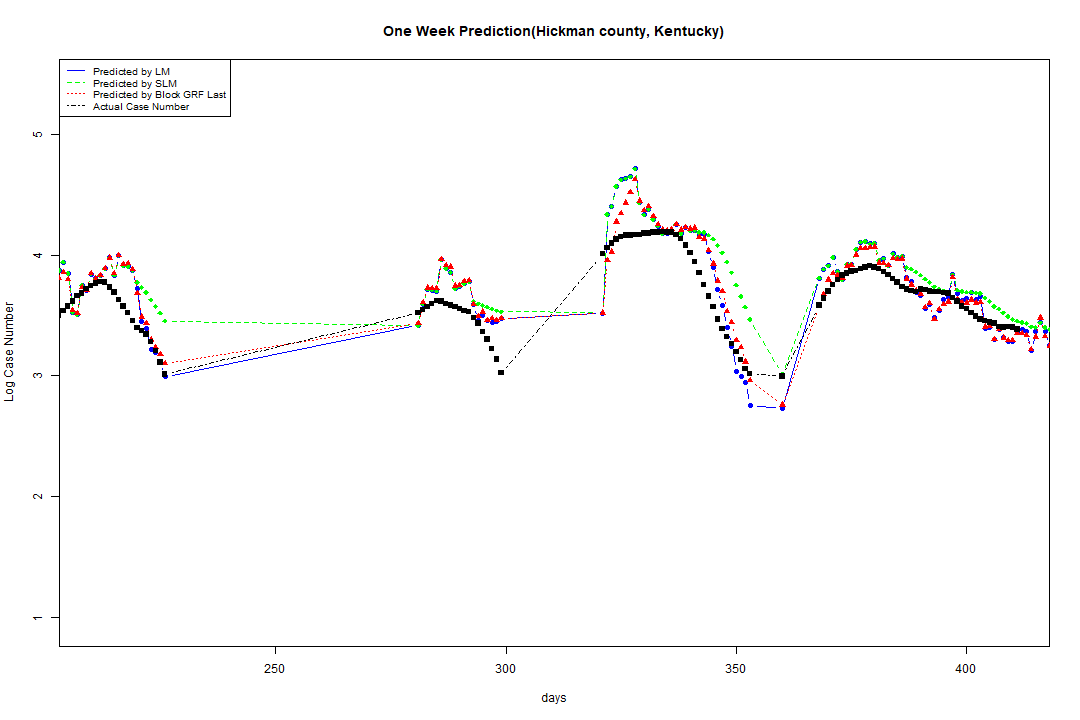 One Week Prediction(Hickman county, Kentucky)
Predicted by LM
Predicted by SLM
Predicted by Block GRF Last
Actual Case Number
5
4
3
2
1
Log Case Number
250 300 350 400
days